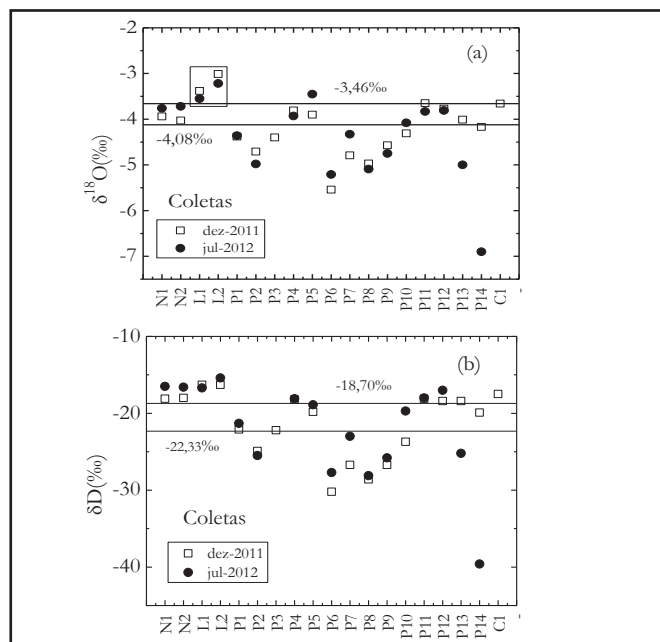 -2
-3
-4
-5
-6
-7
δ¹⁸O(‰)
(a)
-3,46‰
-4,08‰
Coletas
dez-2011
jul-2012
N1 N2 L1 L2 P1 P2 P3 P4 P5 P6 P7 P8 P9 P10 P11 P12 P13 P14 C1 -
-10
-20
-30
-40
δD(‰)
(b)
-18,70‰
-22,33‰
Coletas
dez-2011
jul-2012
N1 N2 L1 L2 P1 P2 P3 P4 P5 P6 P7 P8 P9 P10 P11 P12 P13 P14 C1 -